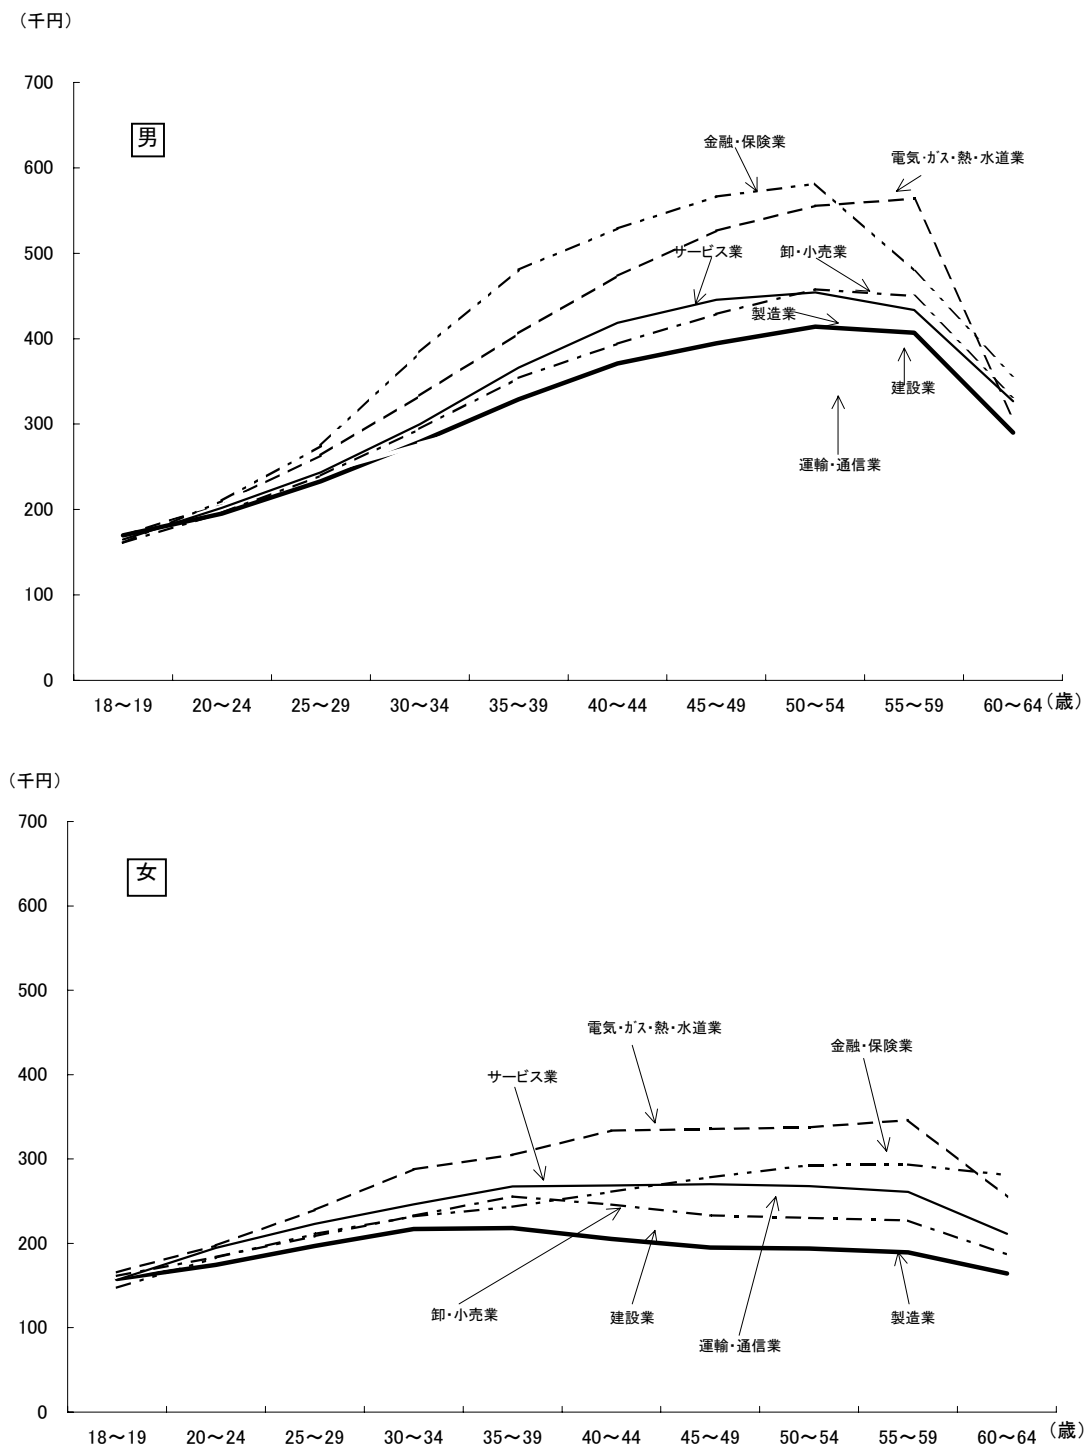 (千円)
700
男
金融・保険業
電気・ガス・熱・水道業
600
500
サービス業 卸・小売業
製造業
400
建設業
300
運輸・通信業
200
100
0
18～19 20～24 25～29 30～34 35～39 40～44 45～49 50～54 55～59 60～64 (歳)
(千円)
700
女
600
500
電気・ガス・熱・水道業
金融・保険業
サービス業
400
300
200
卸・小売業 建設業 製造業
運輸・通信業
100
0
18～19 20～24 25～29 30～34 35～39 40～44 45～49 50～54 55～59 60～64 (歳)